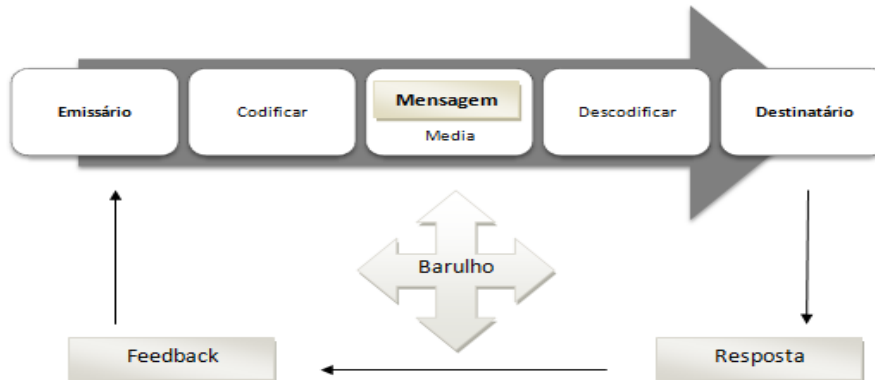 Emissário
Codificar
Mensagem
Media
Descodificar
Destinatário
Barulho
Feedback
Resposta